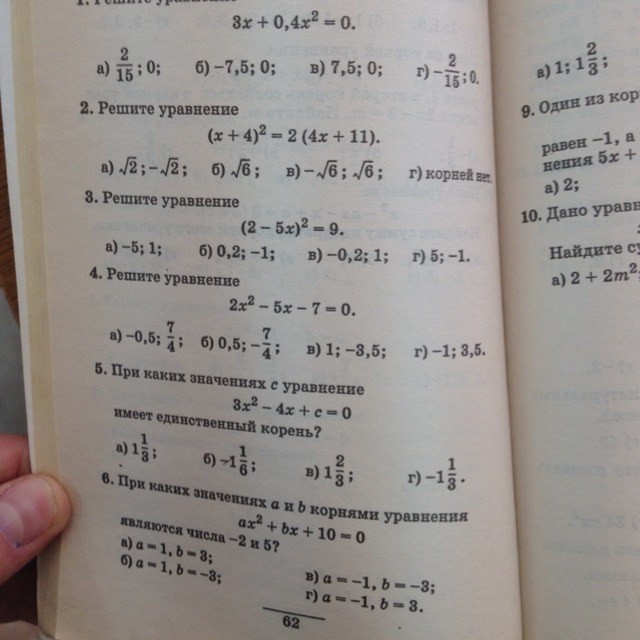 1. Решите уравнение
3x + 0,4x² = 0.
а) 2/15; 0; б) -7,5; 0; в) 7,5; 0; г) -2/15; 0.
2. Решите уравнение
(x + 4)² = 2 (4x + 11).
а) √2; -√2; б) √6; в) -√6; √6; г) корней нет.
3. Решите уравнение
(2 - 5x)² = 9.
а) -5; 1; б) 0,2; -1; в) -0,2; 1; г) 5; -1.
4. Решите уравнение
2x² - 5x - 7 = 0.
а) -0,5; 7/4; б) 0,5; -7/4; в) 1; -3,5; г) -1; 3,5.
5. При каких значениях c уравнение
3x² - 4x + c = 0
имеет единственный корень?
а) 1 1/3; б) -1 1/6; в) 1 2/3; г) -1 1/3.
6. При каких значениях a и b корнями уравнения
ax² + bx + 10 = 0
являются числа -2 и 5?
а) a = 1, b = 3;
б) a = 1, b = -3;
в) a = -1, b = -3;
г) a = -1, b = 3.
62
а) 1; 1 2/3;
9. Один из кор
равен -1, а
нения 5x +
а) 2;
10. Дано уравн
Найдите су
а) 2 + 2m²;